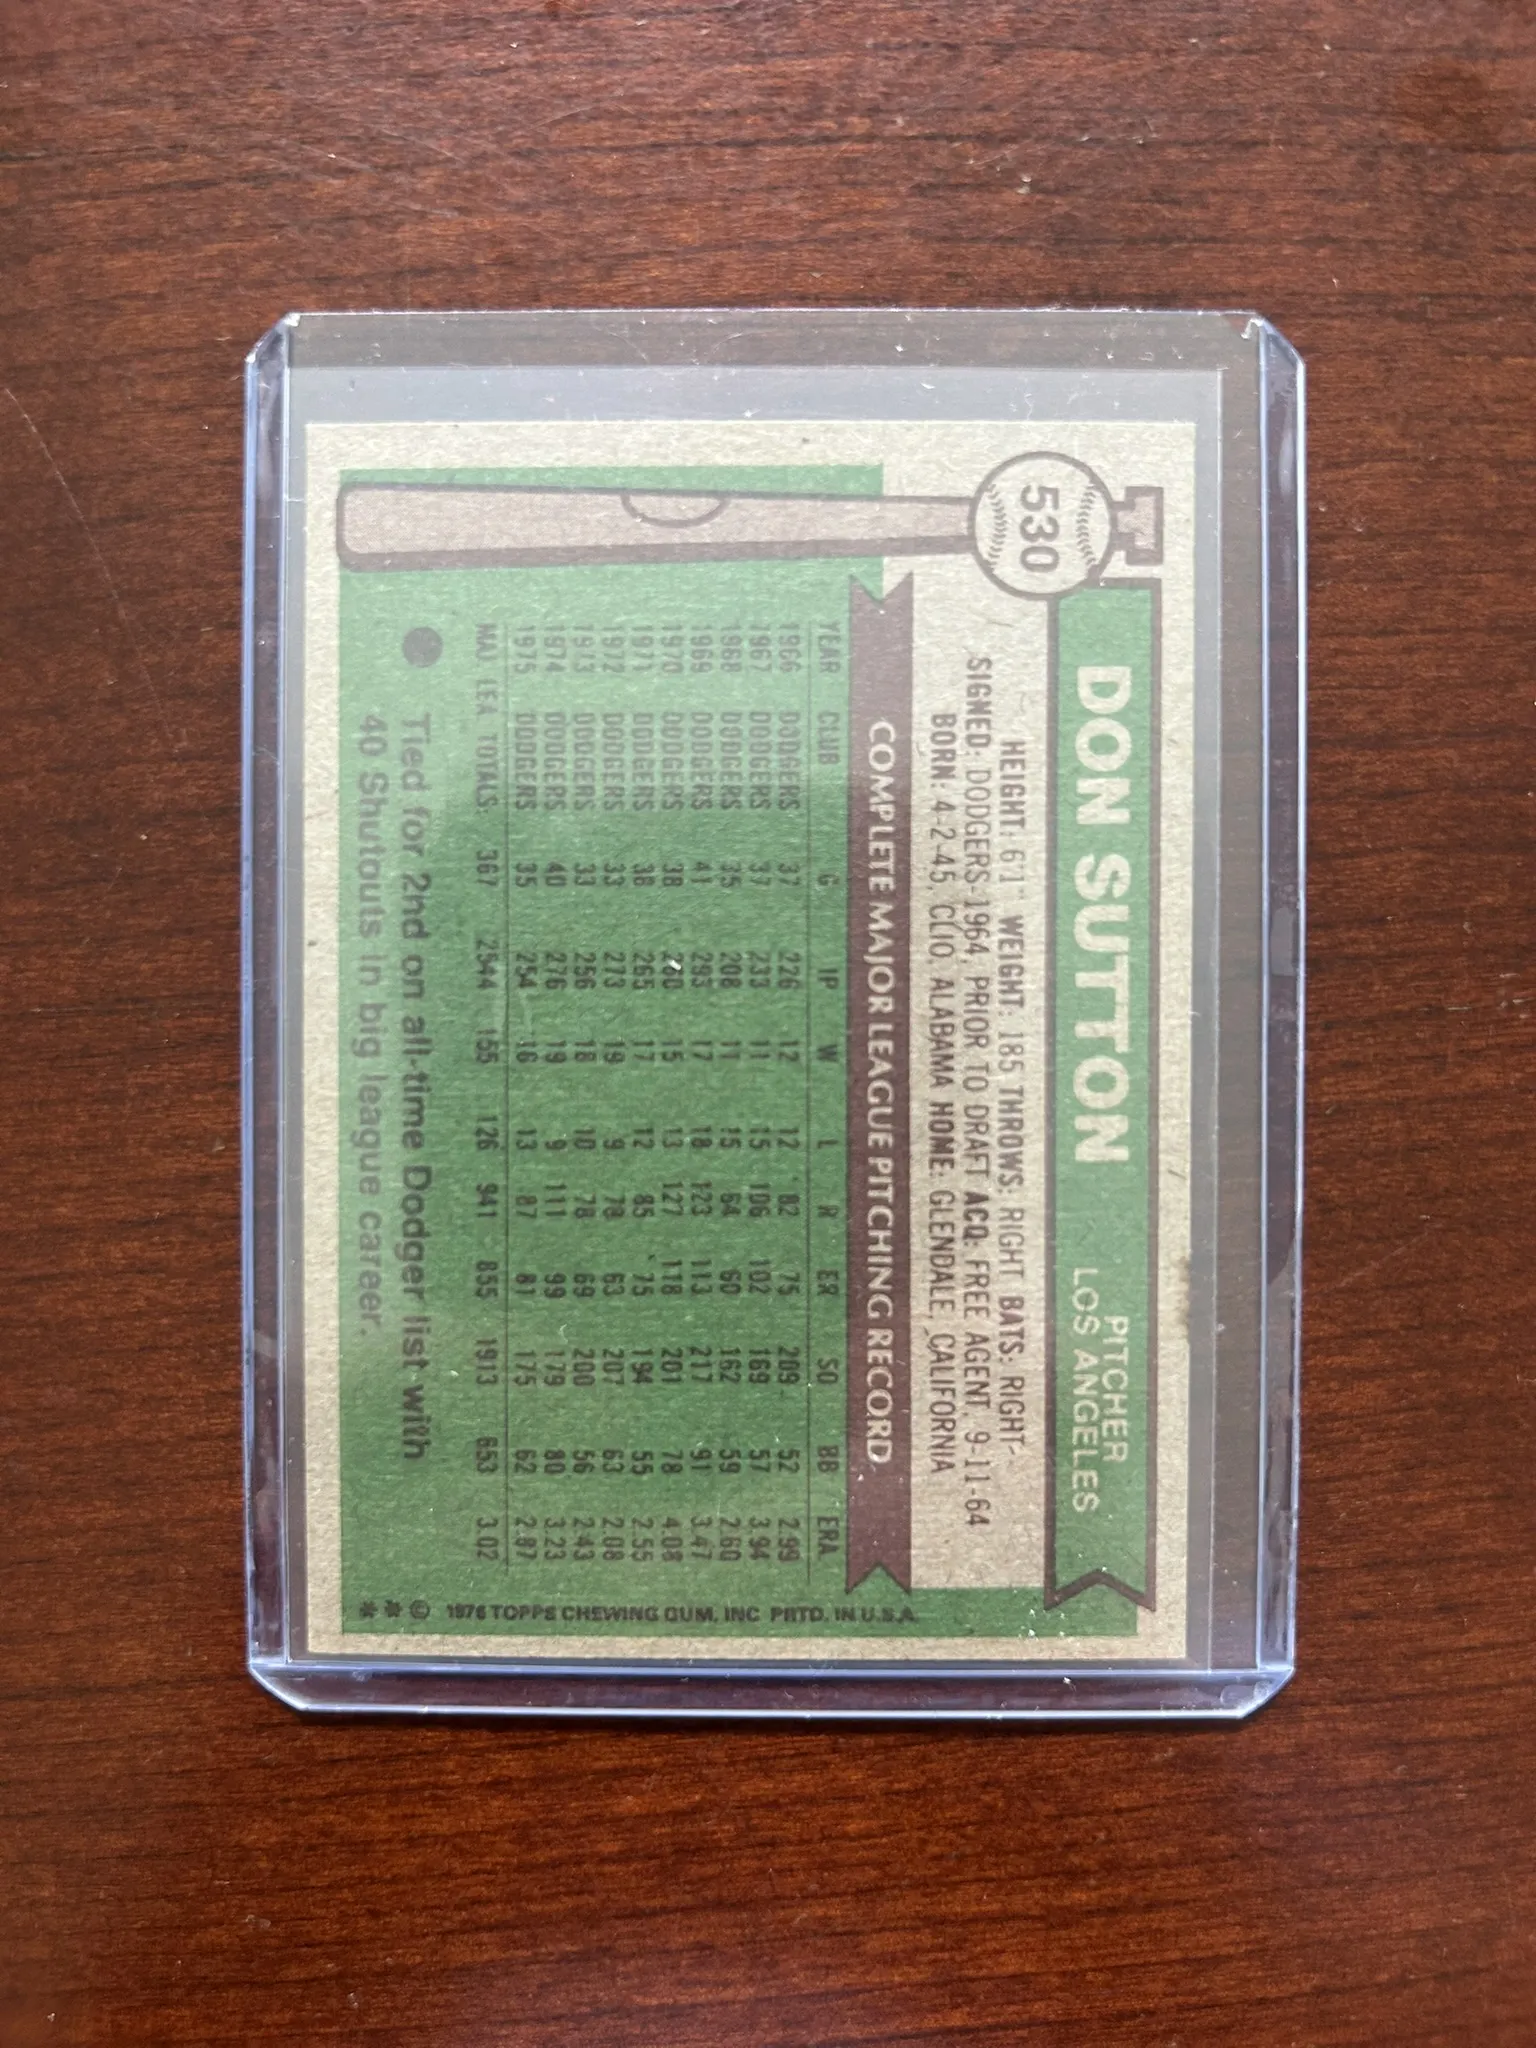 530
DON SUTTON
PITCHER
LOS ANGELES
HEIGHT: 6'1" WEIGHT: 185 THROWS: RIGHT BATS: RIGHT
SIGNED: DODGERS-1964, PRIOR TO DRAFT ACQ: FREE AGENT, 9-11-64
BORN: 4-2-45, CLIO, ALABAMA HOME: GLENDALE, CALIFORNIA
COMPLETE MAJOR LEAGUE PITCHING RECORD
YEAR CLUB G IP W L R ER SO BB ERA
1966 DODGERS 37 226 12 12 82 75 209 52 2.99
1967 DODGERS 37 233 11 15 106 102 169 57 3.94
1968 DODGERS 35 208 11 15 64 60 162 59 2.60
1969 DODGERS 41 293 17 18 123 113 217 91 3.47
1970 DODGERS 38 260 15 13 127 118 201 78 4.08
1971 DODGERS 38 265 17 12 85 75 194 55 2.55
1972 DODGERS 33 273 19 9 78 63 207 63 2.08
1973 DODGERS 33 256 18 10 78 69 200 56 2.43
1974 DODGERS 40 276 19 9 111 99 179 80 3.23
1975 DODGERS 35 254 16 13 87 81 175 62 2.87
MAJ. LEA. TOTALS: 367 2544 155 126 941 855 1913 653 3.02
Tied for 2nd on all-time Dodger list with
40 Shutouts in big league career.
* * © 1976 TOPPS CHEWING GUM, INC. PRTD. IN U.S.A.